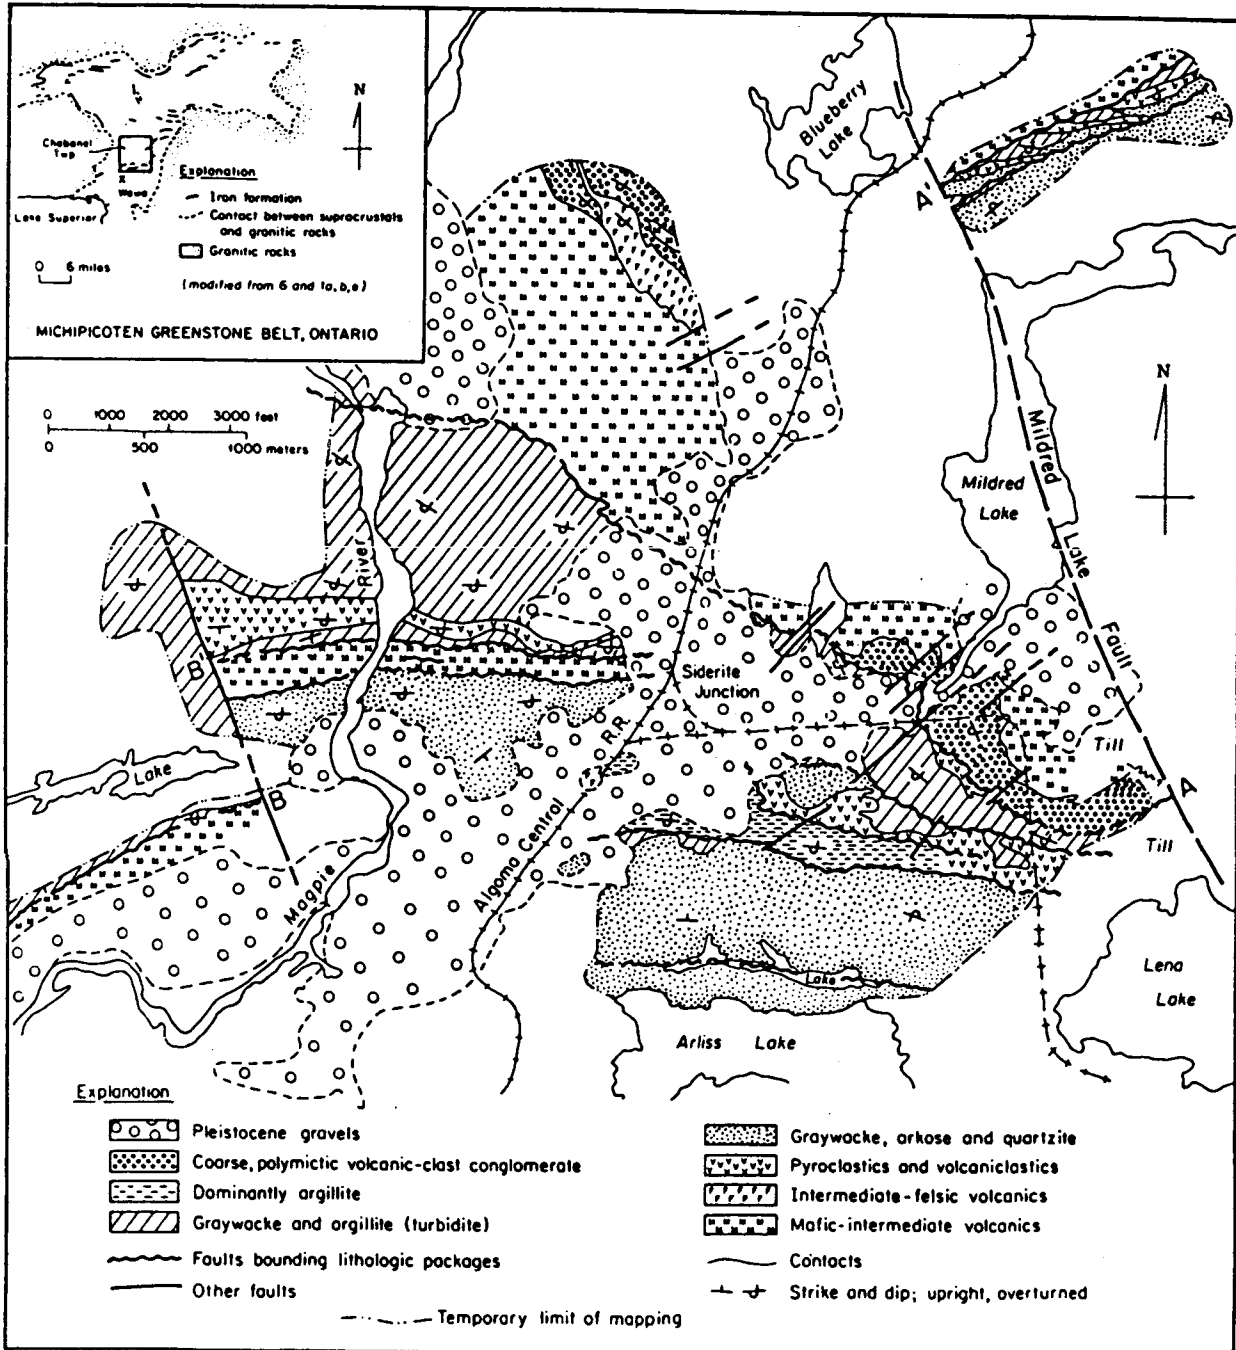 N
Chabanel
Twp
x
Wawa
Lake Superior
Explanation
Iron formation
Contact between supracrustals
and granitic rocks
Granitic rocks
0 6 miles
(modified from 6 and 1a, b, e)
MICHIPICOTEN GREENSTONE BELT, ONTARIO
0 1000 2000 3000 feet
0 500 1000 meters
Blueberry
Lake
A'
N
Mildred
Lake
Mildred Lake Fault
River
B'
Siderite
Junction
Lake
B
Algoma Central R.R.
Magpie
Till
A
Till
Lake
Lena
Lake
Arliss Lake
Explanation
Pleistocene gravels
Coarse, polymictic volcanic-clast conglomerate
Dominantly argillite
Graywacke and argillite (turbidite)
Faults bounding lithologic packages
Other faults
Graywacke, arkose and quartzite
Pyroclastics and volcaniclastics
Intermediate-felsic volcanics
Mafic-intermediate volcanics
Contacts
Strike and dip; upright, overturned
Temporary limit of mapping